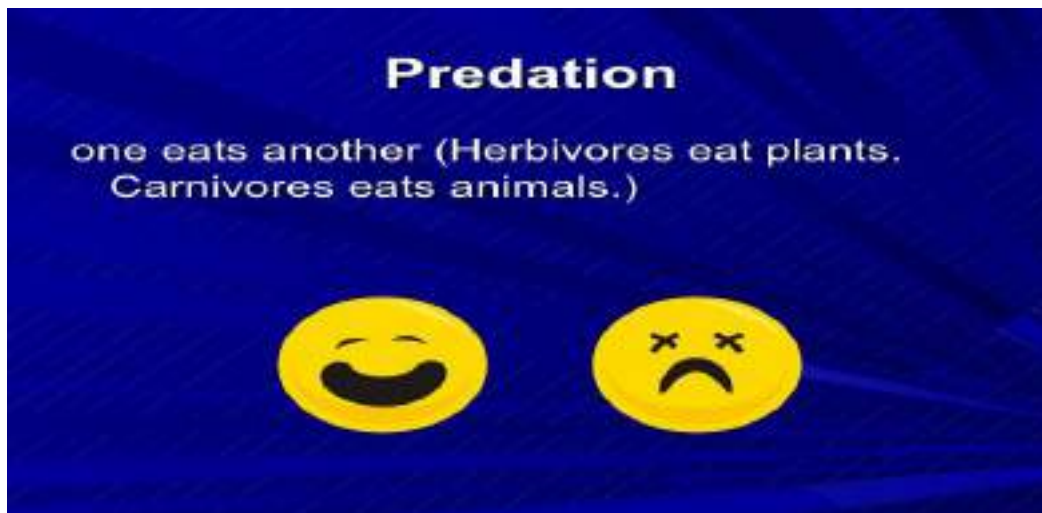 Predation
one eats another (Herbivores eat plants.
Carnivores eats animals.)